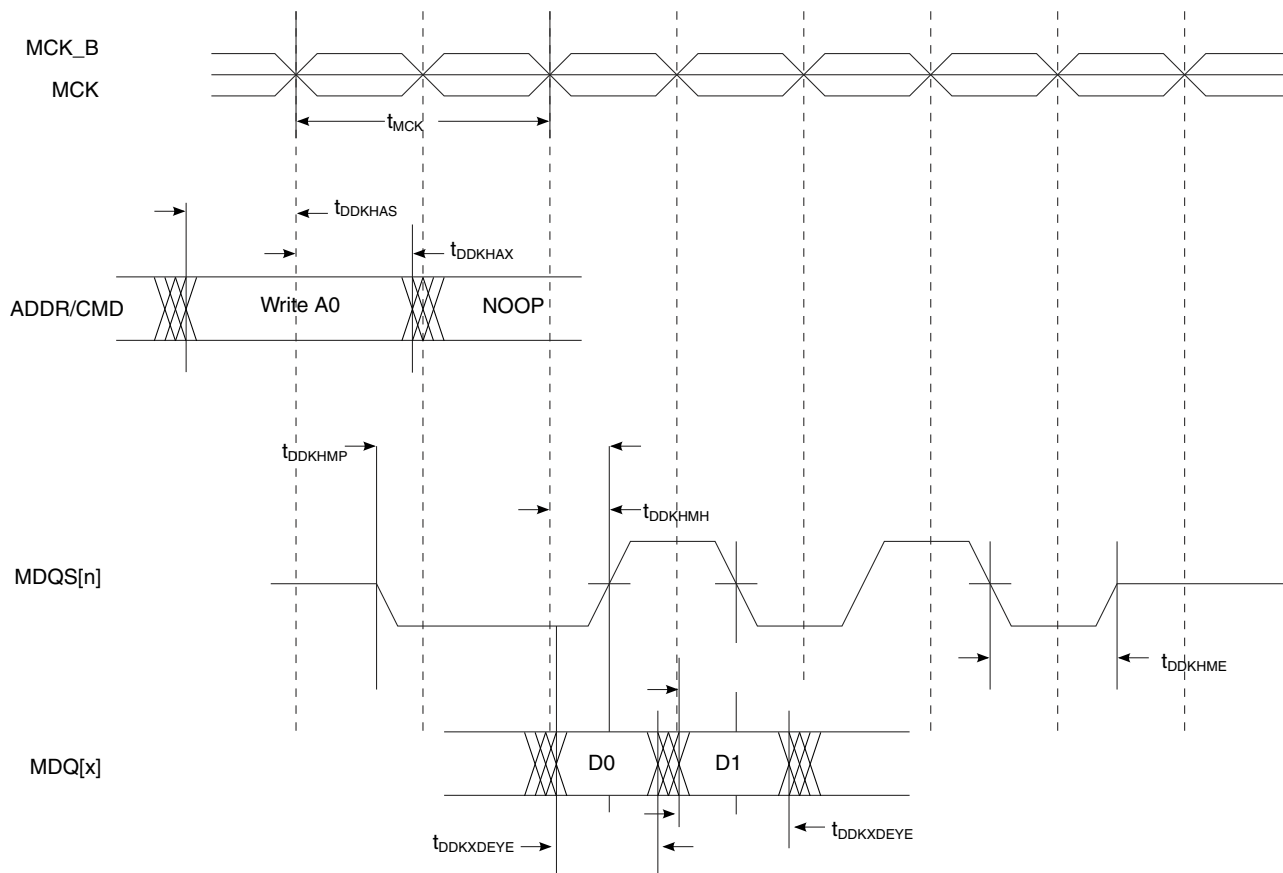 MCK_B
MCK
tMCK
tDDKHAS
tDDKHAX
ADDR/CMD
Write A0
NOOP
tDDKHMP
tDDKHMH
MDQS[n]
tDDKHME
MDQ[x]
D0
D1
tDDKXDEYE
tDDKXDEYE